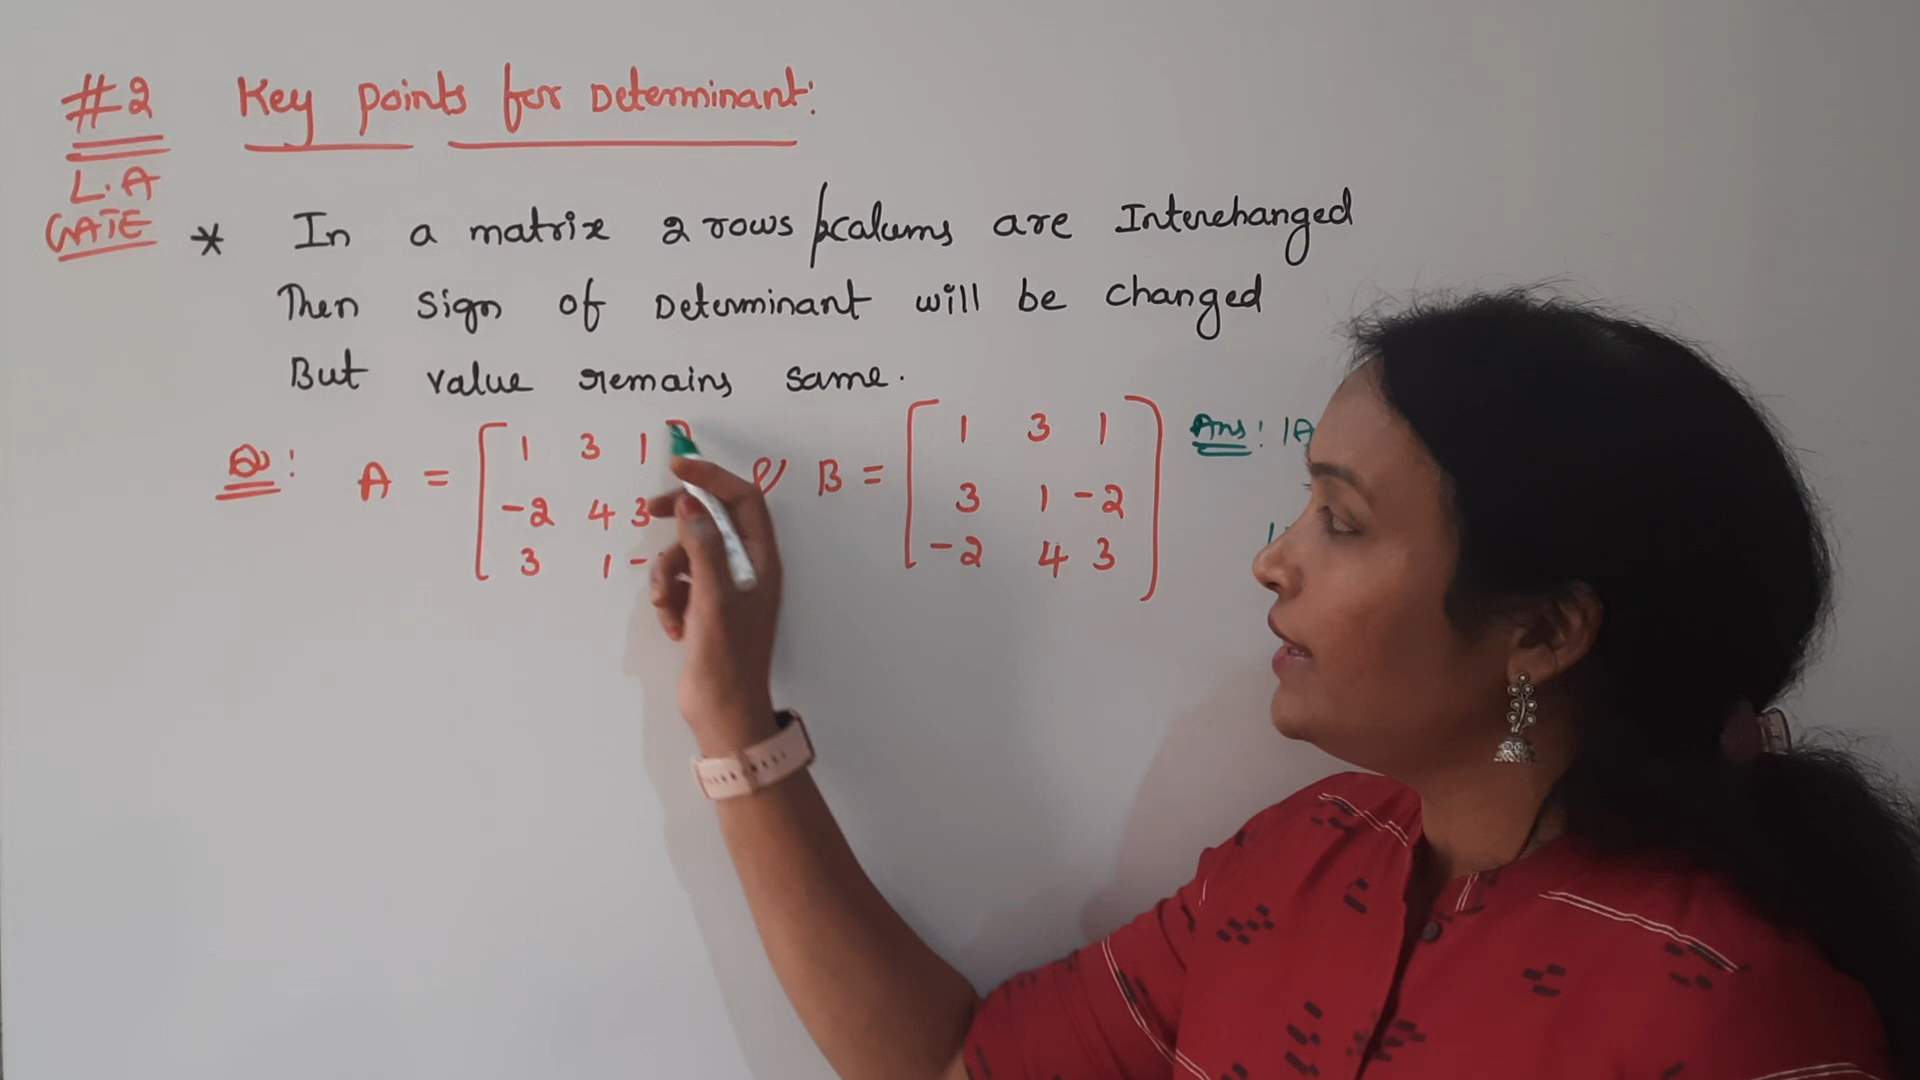 #2 Key points for Determinant:
L.A
GATE
* In a matrix 2 rows / calums are Interchanged
Then sign of Determinant will be changed
But value remains same.
Q: A = [ 1 3 1 ] B = [ 1 3 1 ] Ans: |A
-2 4 3 3 1 -2
3 1 - -2 4 3